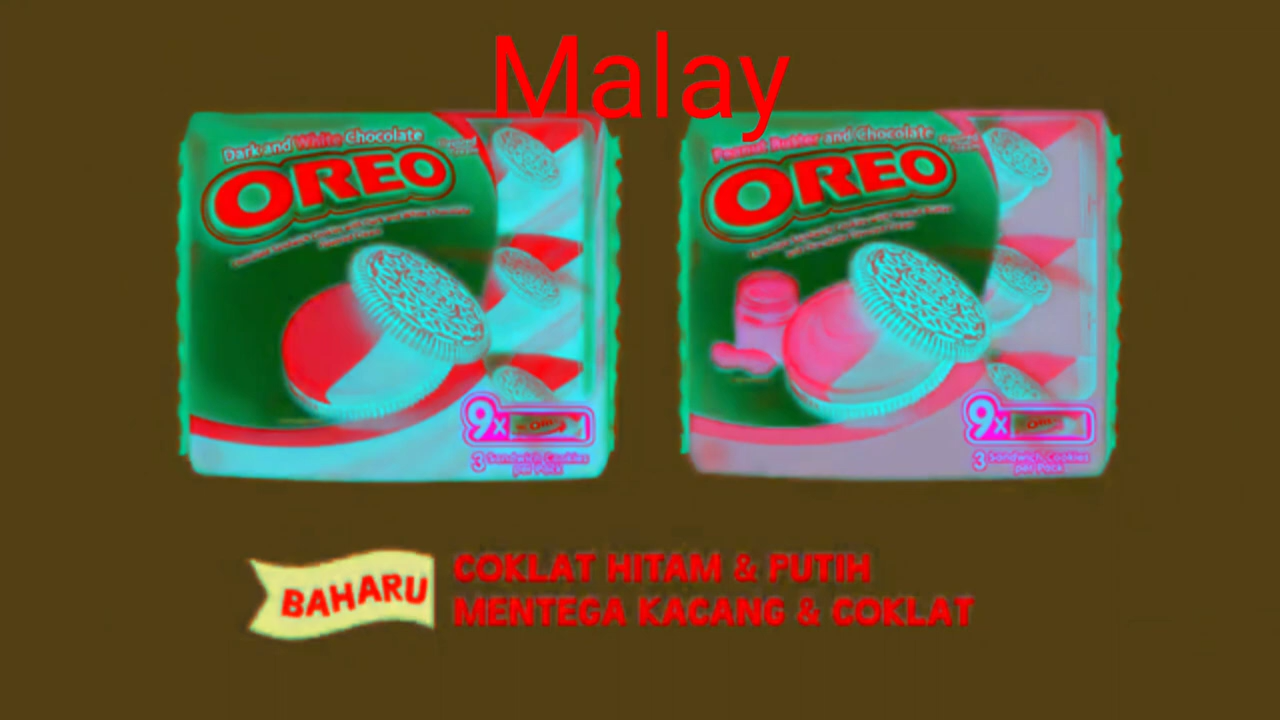 Malay
Dark and White Chocolate
OREO
9x
3 Sandwich Cookies
per Pack
Peanut Butter and Chocolate
OREO
9x
3 Sandwich Cookies
per Pack
BAHARU
COKLAT HITAM & PUTIH
MENTEGA KACANG & COKLAT